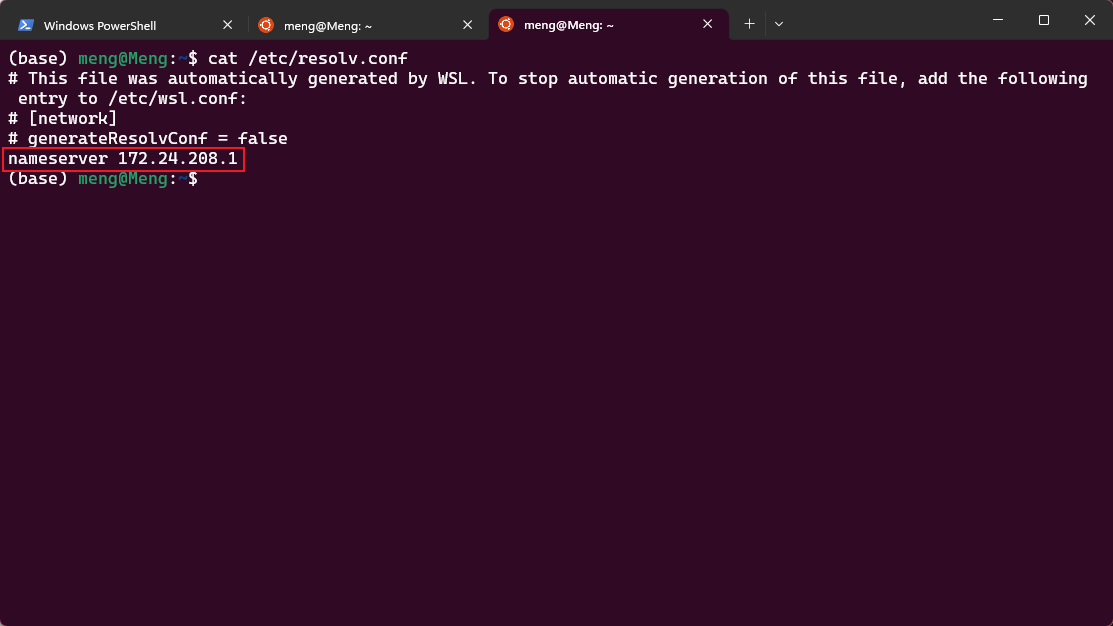 Windows PowerShell
meng@Meng: ~
meng@Meng: ~
(base) meng@Meng:~$ cat /etc/resolv.conf
# This file was automatically generated by WSL. To stop automatic generation of this file, add the following
 entry to /etc/wsl.conf:
# [network]
# generateResolvConf = false
nameserver 172.24.208.1
(base) meng@Meng:~$